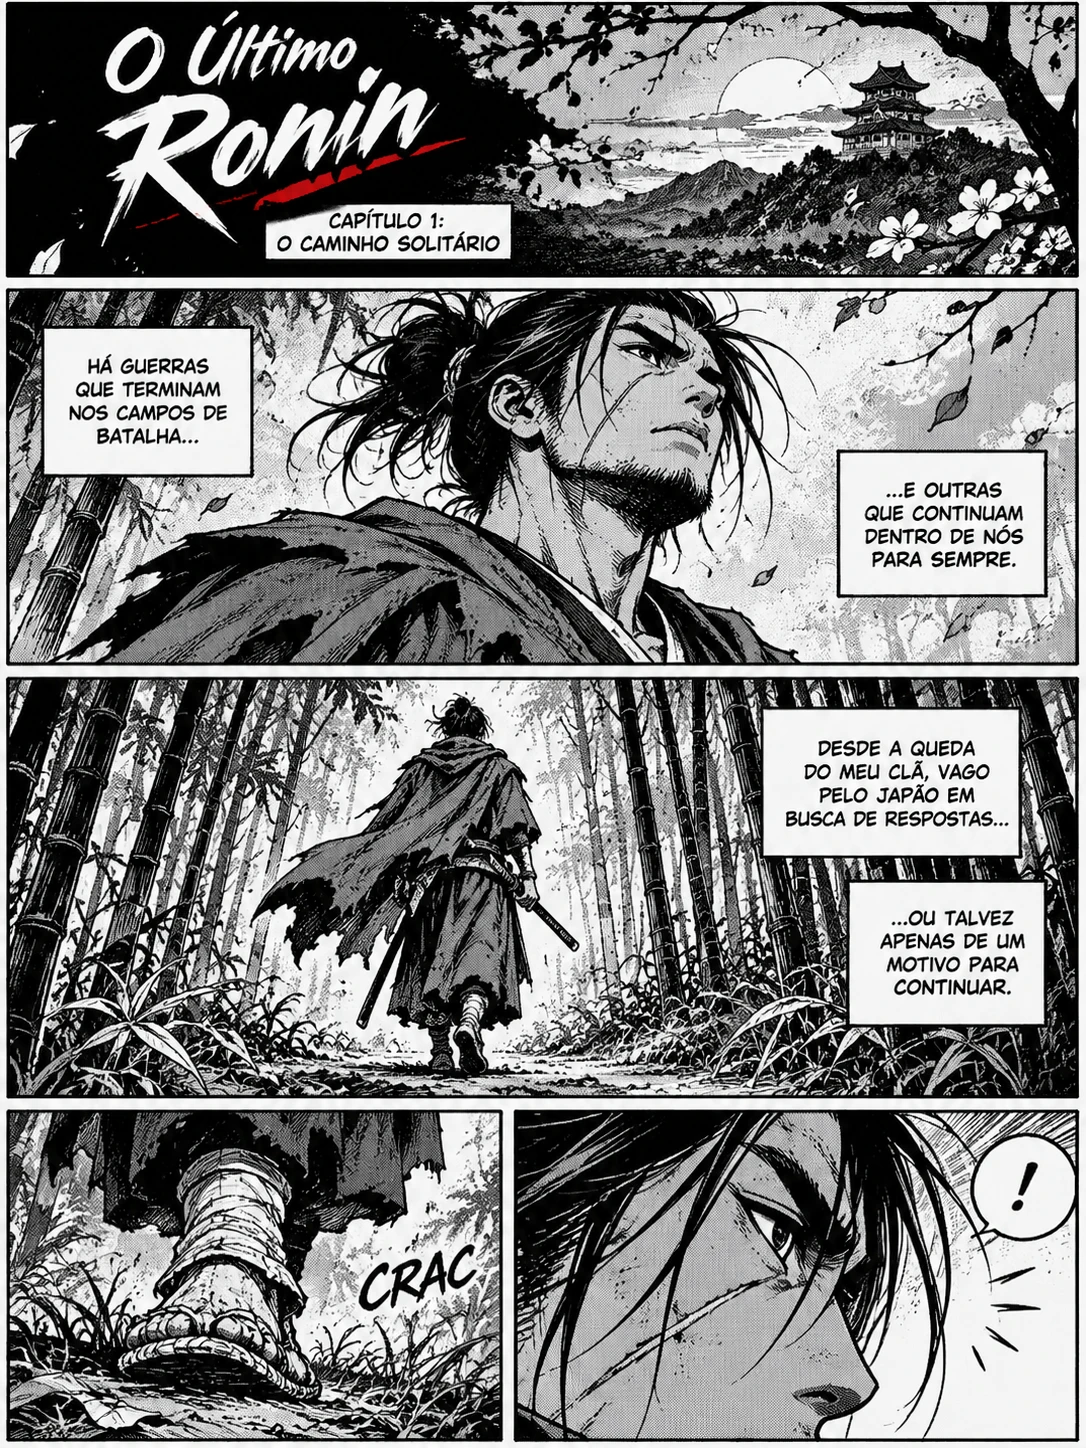 O Último
Ronin
CAPÍTULO 1:
O CAMINHO SOLITÁRIO
HÁ GUERRAS
QUE TERMINAM
NOS CAMPOS DE
BATALHA...
...E OUTRAS
QUE CONTINUAM
DENTRO DE NÓS
PARA SEMPRE.
DESDE A QUEDA
DO MEU CLÃ, VAGO
PELO JAPÃO EM
BUSCA DE RESPOSTAS...
...OU TALVEZ
APENAS DE UM
MOTIVO PARA
CONTINUAR.
CRAC
!